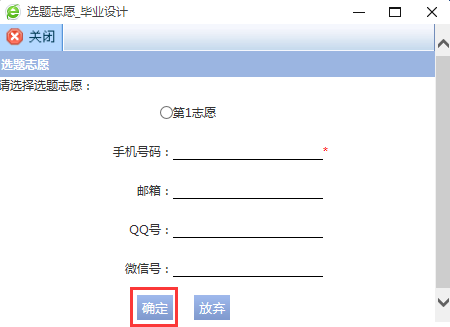 选题志愿_毕业设计
关闭
选题志愿
请选择选题志愿：
第1志愿
手机号码：*
邮箱：
QQ号：
微信号：
确定 放弃